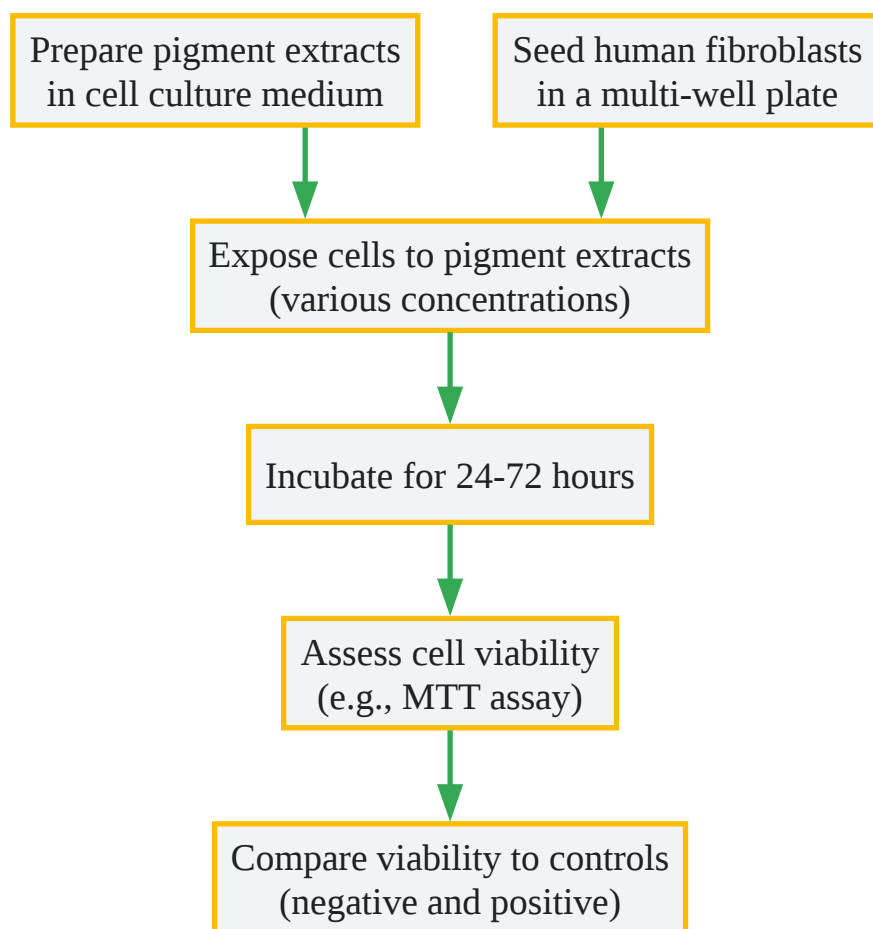 Prepare pigment extracts
in cell culture medium
Seed human fibroblasts
in a multi-well plate
Expose cells to pigment extracts
(various concentrations)
Incubate for 24-72 hours
Assess cell viability
(e.g., MTT assay)
Compare viability to controls
(negative and positive)